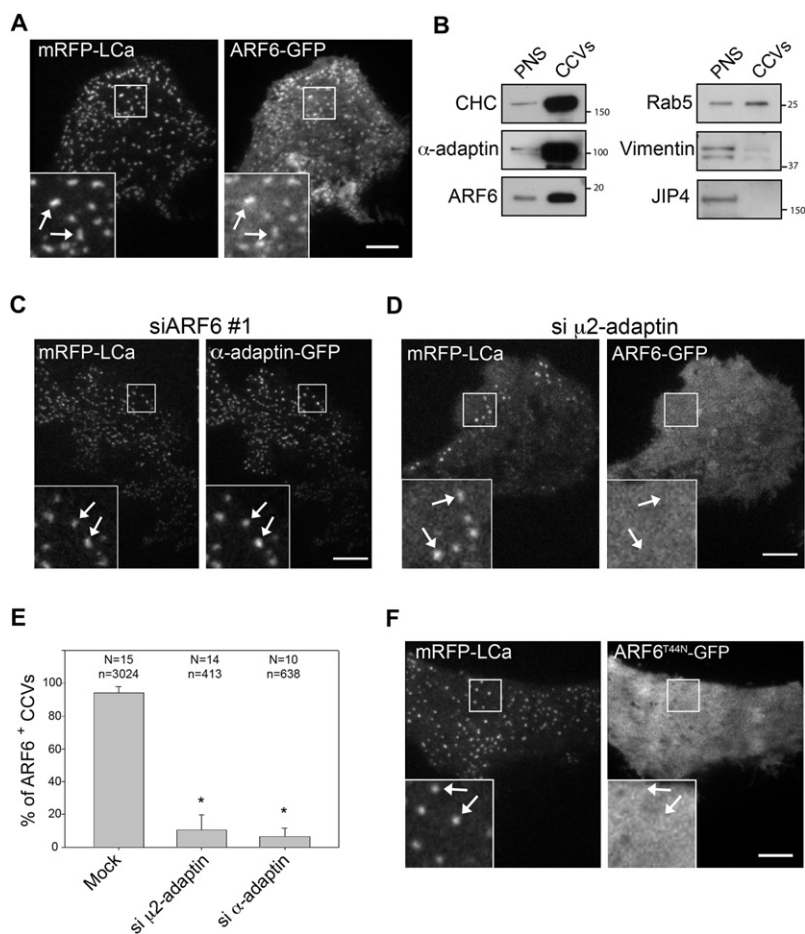 A
mRFP-LCa
ARF6-GFP
B
PNS
CCVs
CHC
150
α-adaptin
100
ARF6
20
PNS
CCVs
Rab5
25
Vimentin
37
JIP4
150
C
siARF6 #1
mRFP-LCa
α-adaptin-GFP
D
si μ2-adaptin
mRFP-LCa
ARF6-GFP
E
% of ARF6 + CCVs
100
80
60
40
20
0
N=15
n=3024
N=14
n=413
N=10
n=638
*
*
Mock
si μ2-adaptin
si α-adaptin
F
mRFP-LCa
ARF6T44N-GFP